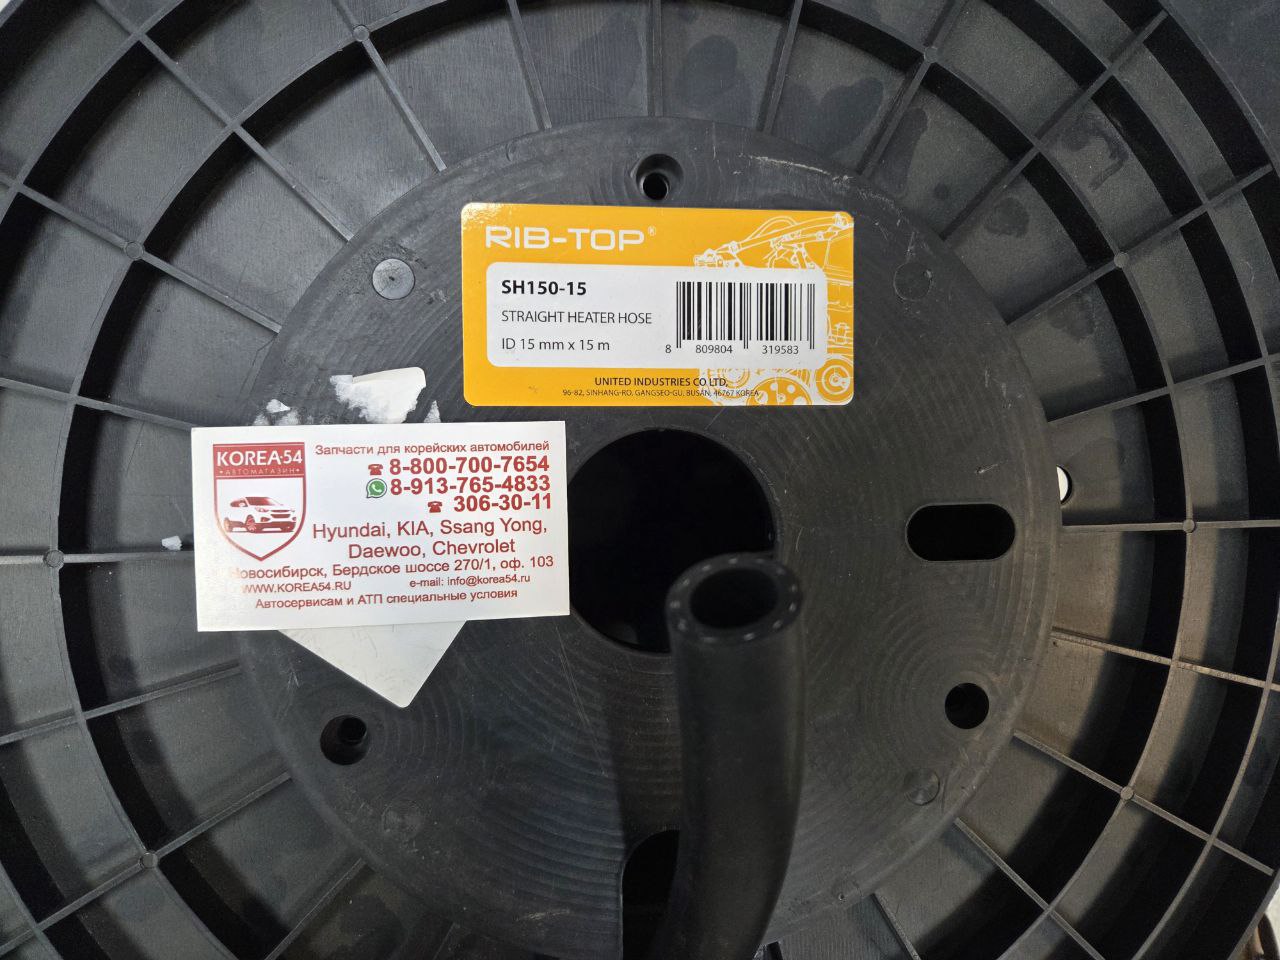 RIB-TOP®
SH150-15
STRAIGHT HEATER HOSE
ID 15 mm x 15 m
8 809804 319583
UNITED INDUSTRIES CO.LTD.
96-82, SINHANG-RO, GANGSEO-GU, BUSAN, 46767 KOREA
KOREA-54
•АВТОМАГАЗИН•
Запчасти для корейских автомобилей
8-800-700-7654
8-913-765-4833
306-30-11
Hyundai, KIA, Ssang Yong,
Daewoo, Chevrolet
Новосибирск, Бердское шоссе 270/1, оф. 103
WWW.KOREA54.RU e-mail: info@korea54.ru
Автосервисам и АТП специальные условия